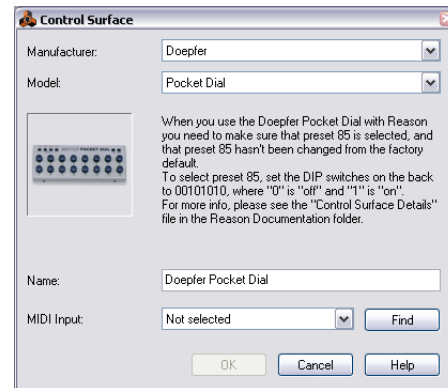 Control Surface
Manufacturer: Doepfer
Model: Pocket Dial
When you use the Doepfer Pocket Dial with Reason
you need to make sure that preset 85 is selected, and
that preset 85 hasn't been changed from the factory
default.
To select preset 85, set the DIP switches on the back
to 00101010, where "0" is "off" and "1" is "on".
For more info, please see the "Control Surface Details"
file in the Reason Documentation folder.
POCKET DIAL
Name: Doepfer Pocket Dial
MIDI Input: Not selected Find
OK Cancel Help